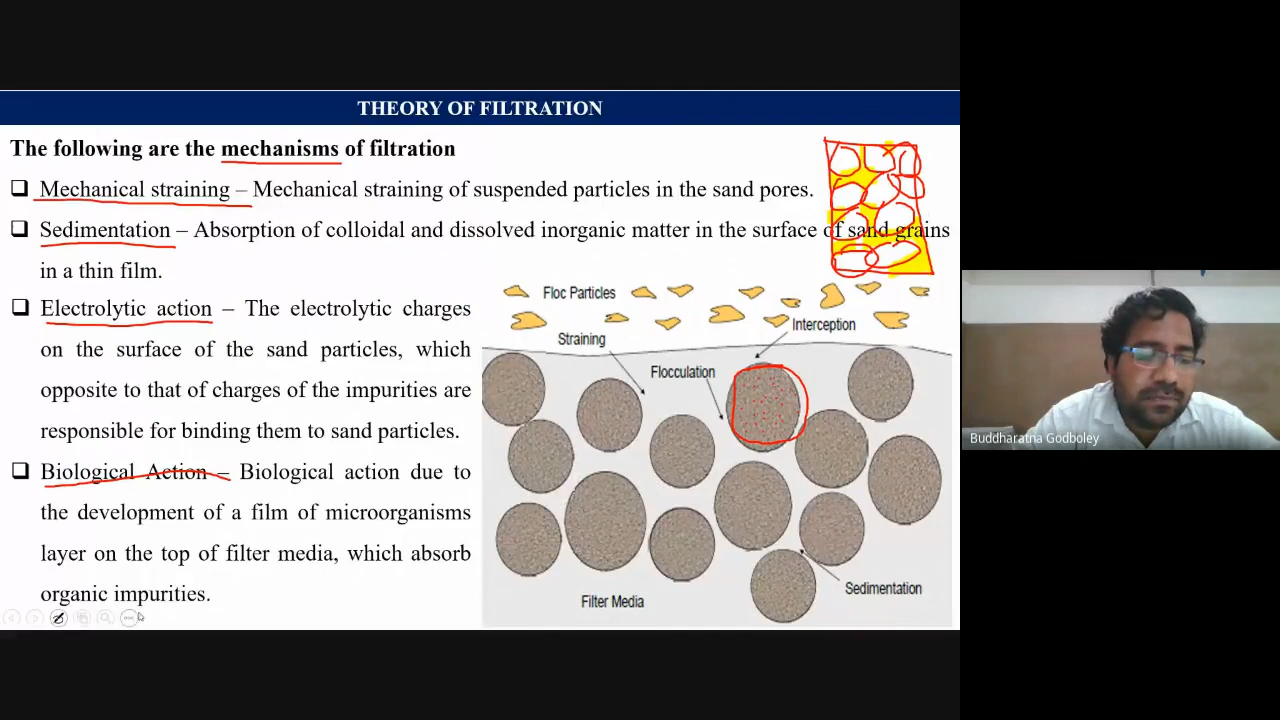 THEORY OF FILTRATION
The following are the mechanisms of filtration
❑ Mechanical straining – Mechanical straining of suspended particles in the sand pores.
❑ Sedimentation – Absorption of colloidal and dissolved inorganic matter in the surface of sand grains
in a thin film.
❑ Electrolytic action – The electrolytic charges
on the surface of the sand particles, which
opposite to that of charges of the impurities are
responsible for binding them to sand particles.
❑ Biological Action – Biological action due to
the development of a film of microorganisms
layer on the top of filter media, which absorb
organic impurities.
Floc Particles
Interception
Straining
Flocculation
Sedimentation
Filter Media
Buddharatna Godboley